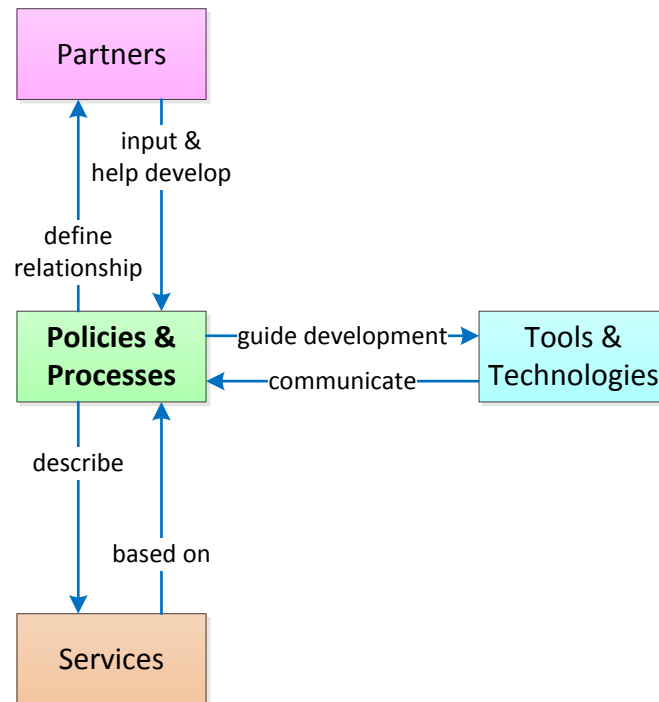 Partners
input &
help develop
define
relationship
Policies &
Processes
guide development
communicate
Tools &
Technologies
describe
based on
Services